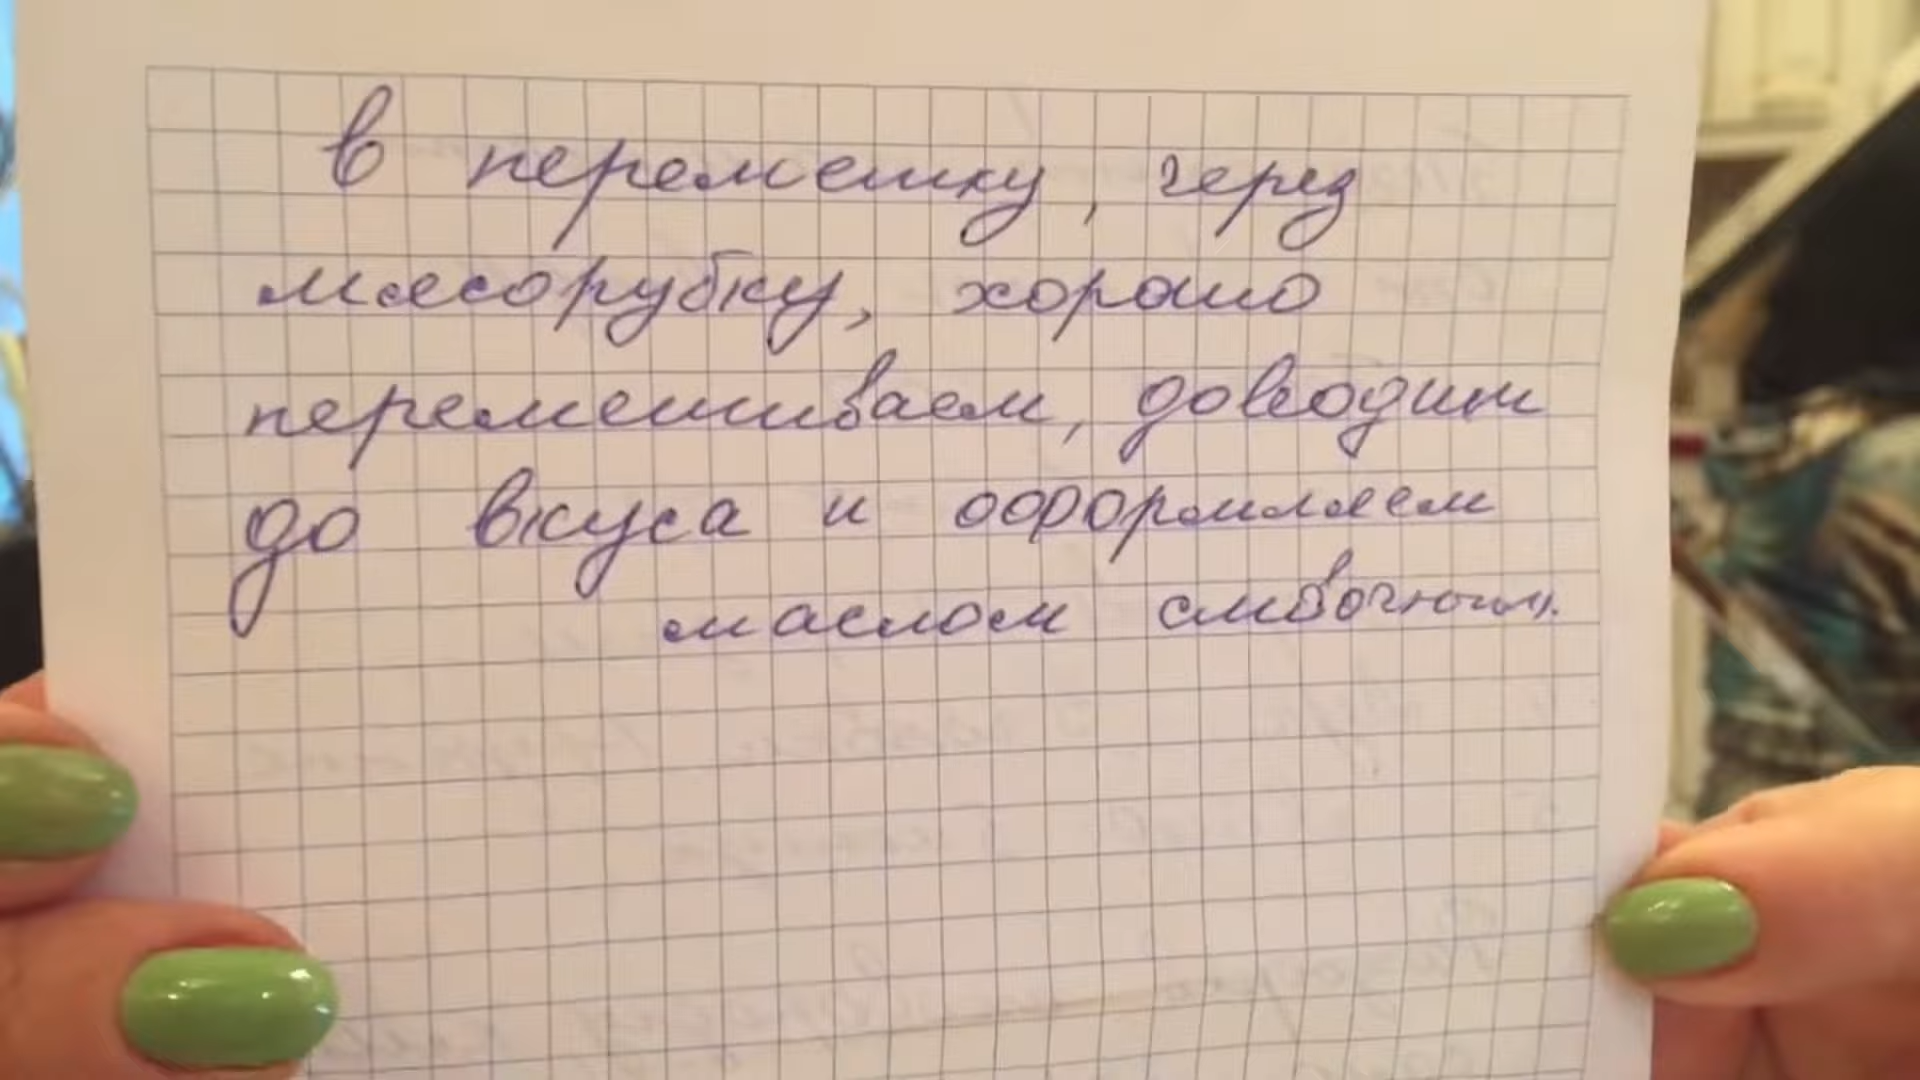 в перемешку, через
мясорубку, хорошо
перемешиваем, доводим
до вкуса и оформляем
маслом сливочным.